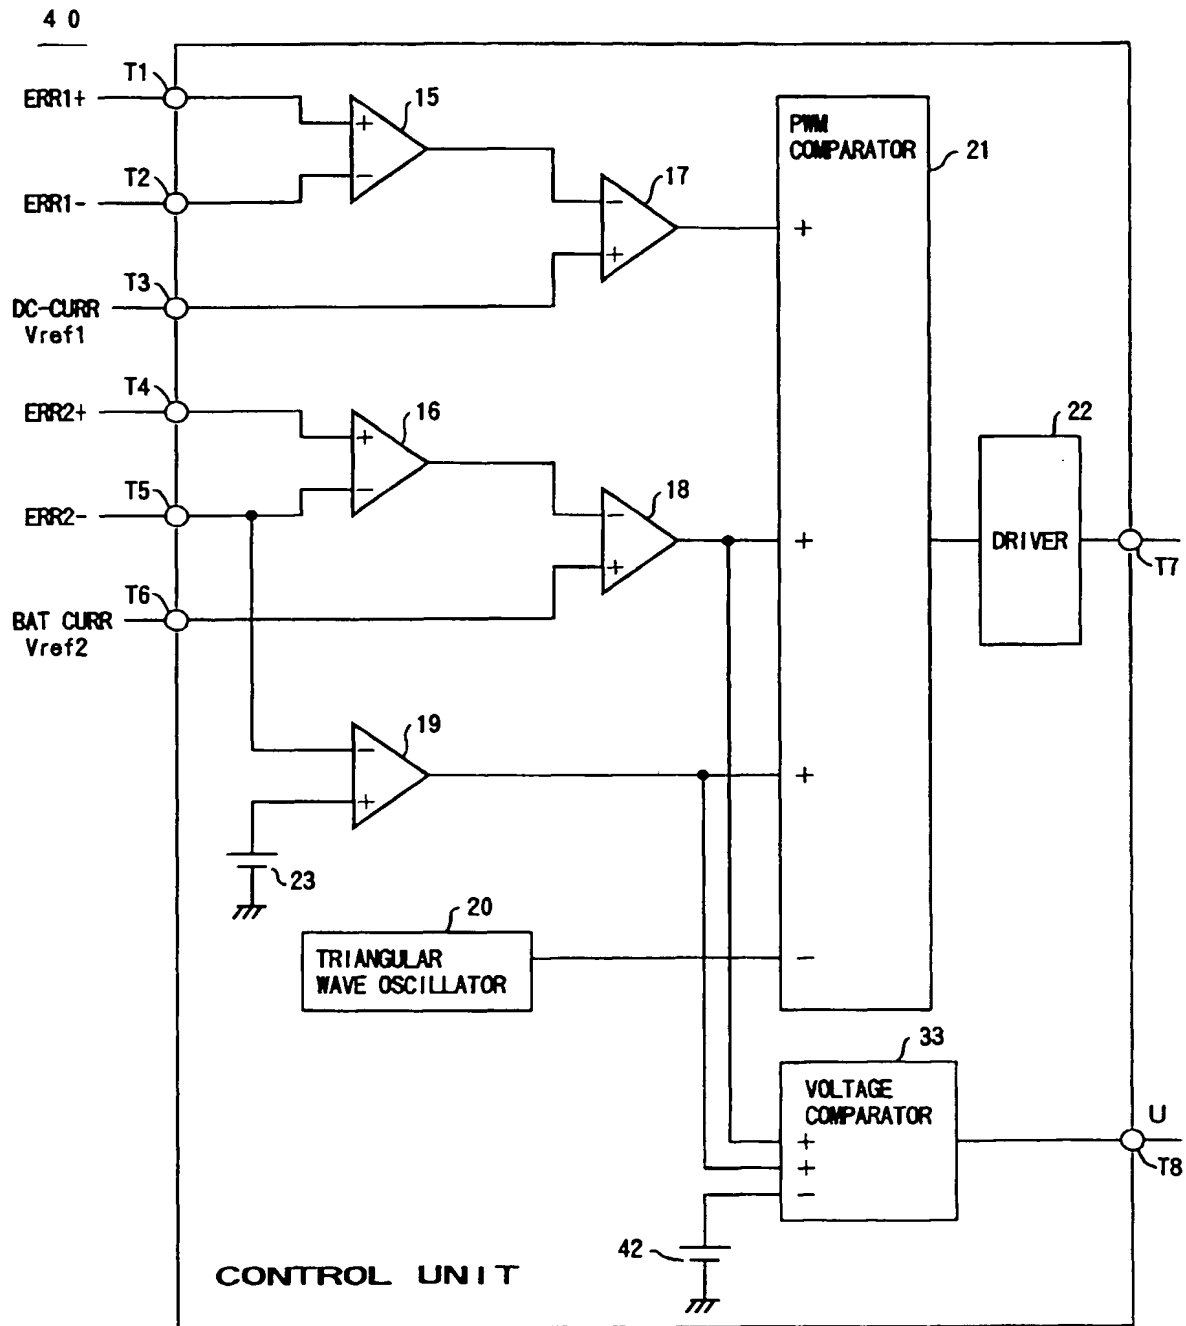 40
T1
ERR1+
15
+
−
T2
ERR1-
17
−
+
T3
DC-CURR
Vref1
PWM
COMPARATOR
21
+
T4
ERR2+
16
+
−
T5
ERR2-
18
−
+
+
T6
BAT CURR
Vref2
22
DRIVER
T7
19
−
+
+
23
20
TRIANGULAR
WAVE OSCILLATOR
−
33
VOLTAGE
COMPARATOR
+
+
−
U
T8
42
CONTROL UNIT